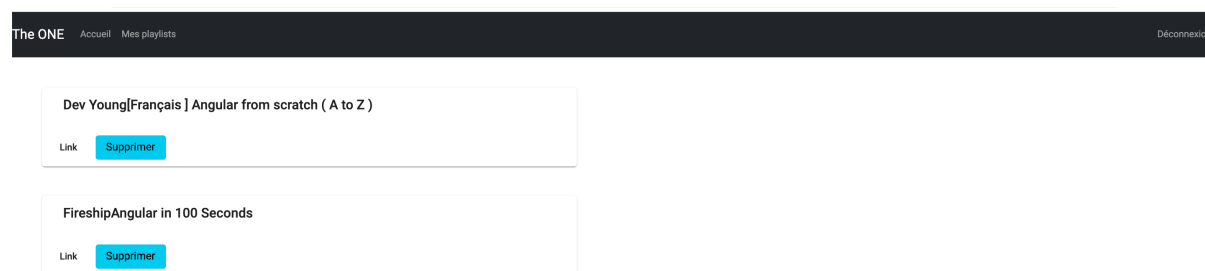 The ONE Accueil Mes playlists Déconnexio
Dev Young[Français ] Angular from scratch ( A to Z )
Link Supprimer
FireshipAngular in 100 Seconds
Link Supprimer